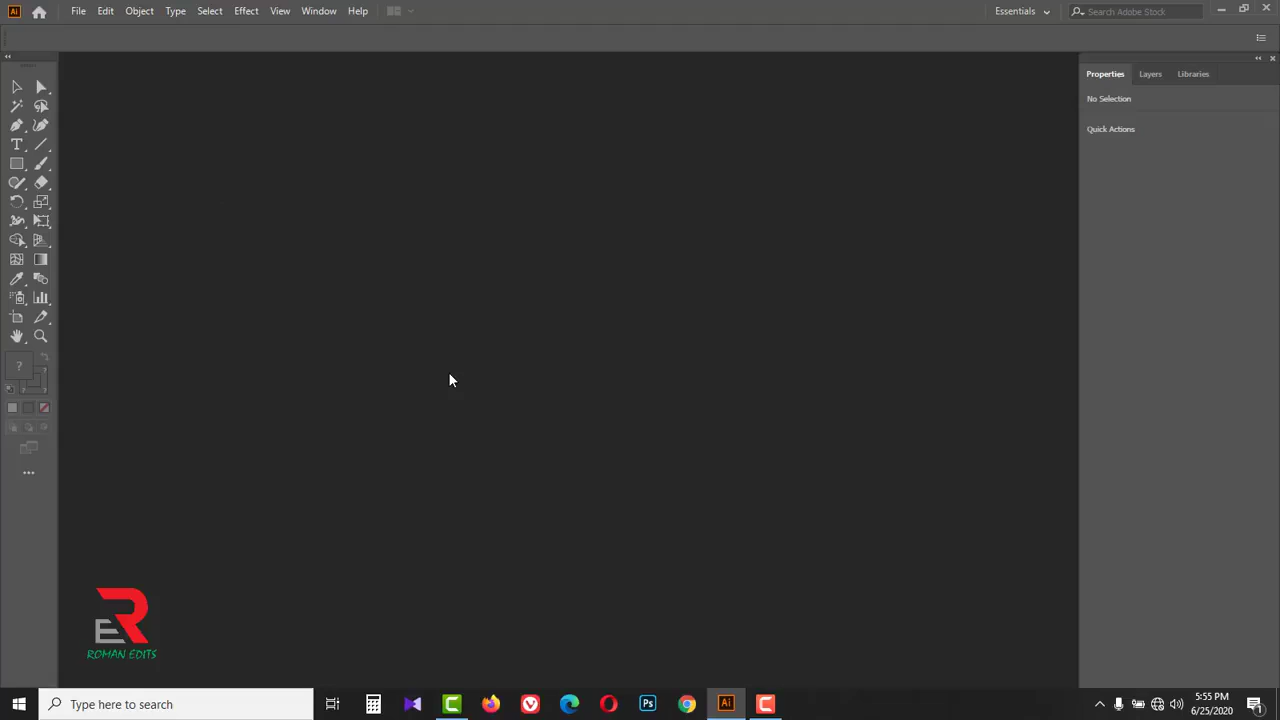 Ai File Edit Object Type Select Effect View Window Help Essentials Search Adobe Stock
Properties Layers Libraries
No Selection
Quick Actions
T
?
ER
ROMAN EDITS
Type here to search Ps Ai
5:55 PM
6/25/2020
1